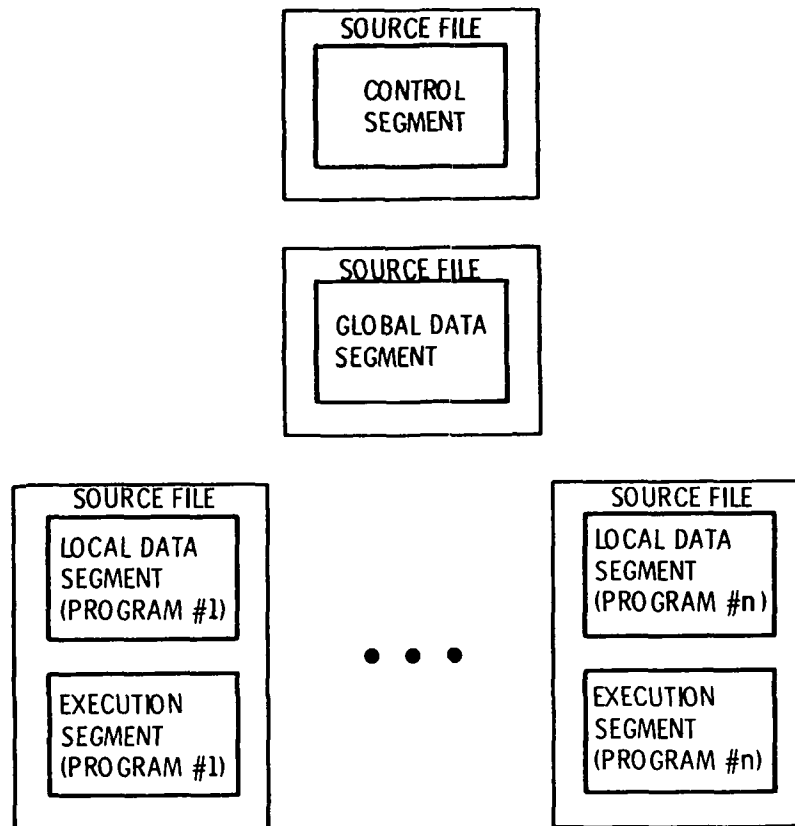 SOURCE FILE
CONTROL
SEGMENT
SOURCE FILE
GLOBAL DATA
SEGMENT
SOURCE FILE
LOCAL DATA
SEGMENT
(PROGRAM #1)
EXECUTION
SEGMENT
(PROGRAM #1)
SOURCE FILE
LOCAL DATA
SEGMENT
(PROGRAM #n)
EXECUTION
SEGMENT
(PROGRAM #n)